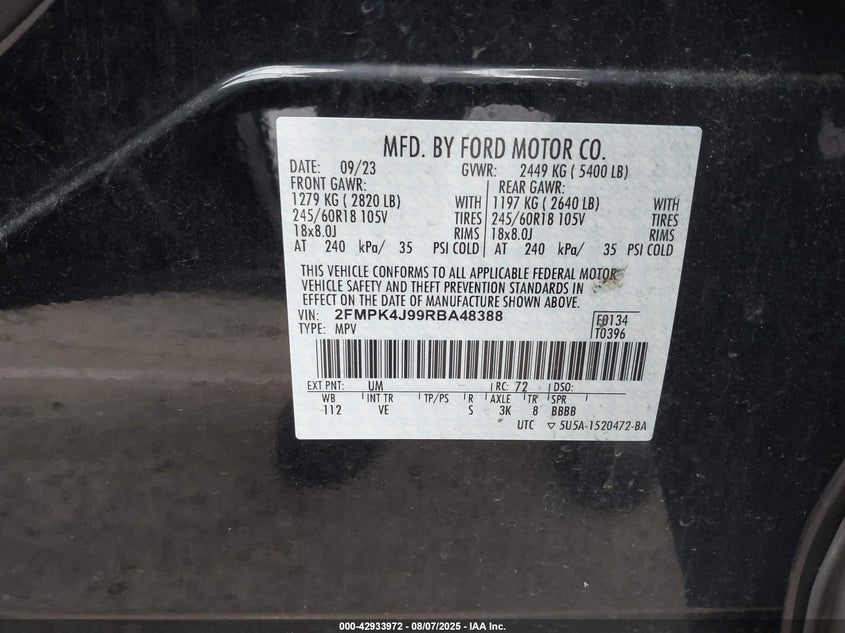 MFD. BY FORD MOTOR CO.
DATE: 09/23 GVWR: 2449 KG ( 5400 LB)
FRONT GAWR: REAR GAWR:
1279 KG ( 2820 LB) WITH 1197 KG ( 2640 LB) WITH
245/60R18 105V TIRES 245/60R18 105V TIRES
18x8.0J RIMS 18x8.0J RIMS
AT 240 kPa/ 35 PSI COLD AT 240 kPa/ 35 PSI COLD
THIS VEHICLE CONFORMS TO ALL APPLICABLE FEDERAL MOTOR
VEHICLE SAFETY AND THEFT PREVENTION STANDARDS IN
EFFECT ON THE DATE OF MANUFACTURE SHOWN ABOVE.
VIN: 2FMPK4J99RBA48388 F0134
TYPE: MPV T0396
EXT PNT: UM RC: 72 DSO:
WB INT TR TP/PS R AXLE TR SPR
112 VE S 3K 8 BBBB
UTC ▽ 5U5A-1520472-BA
000-42933972 - 08/07/2025 - IAA Inc.